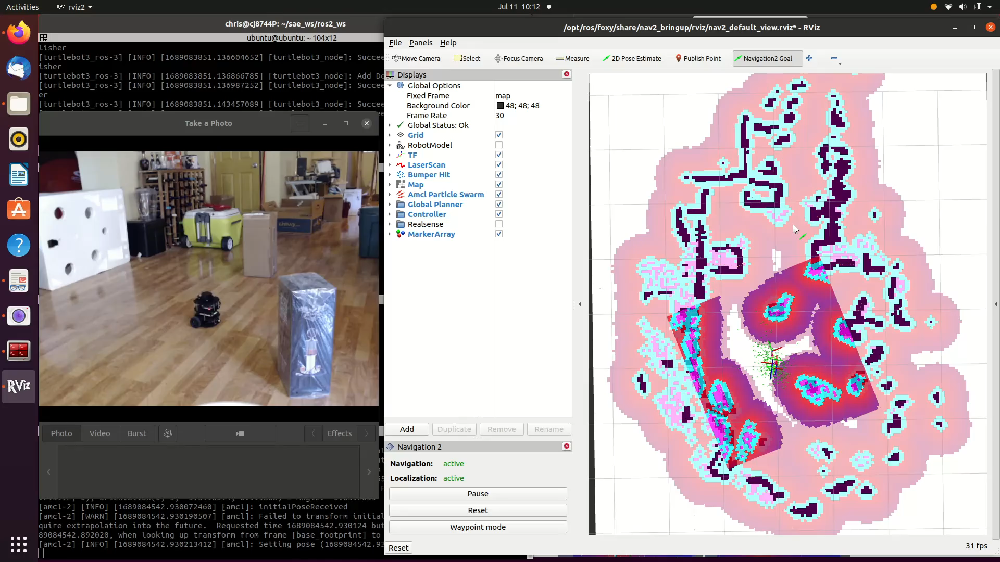 Activities
rviz2
Jul 11 10:12
chris@cj8744P: ~/sae_ws/ros2_ws
ubuntu@ubuntu: ~ 104x12
lisher
[turtlebot3_ros-3] [INFO] [1689083851.136604652] [turtlebot3_node]: Succee
isher
[turtlebot3_ros-3] [INFO] [1689083851.136866785] [turtlebot3_node]: Add De
[turtlebot3_ros-3] [INFO] [1689083851.136987252] [turtlebot3_node]: Succee
er
[turtlebot3_ros-3] [INFO] [1689083851.143457089] [turtlebot3_node]: Succee
Take a Photo
Photo
Video
Burst
Effects
[amcl-2] [INFO] [1689084542.930072460] [amcl]: initialPoseReceived
[amcl-2] [WARN] [1689084542.930190507] [amcl]: Failed to transform initial
quire extrapolation into the future.  Requested time 1689084542.930124 but
89084542.892020, when looking up transform from frame [base_footprint] to
[amcl-2] [INFO] [1689084542.930213412] [amcl]: Setting pose (1689084542.93
RViz
/opt/ros/foxy/share/nav2_bringup/rviz/nav2_default_view.rviz* - RViz
File Panels Help
Move Camera Select Focus Camera Measure 2D Pose Estimate Publish Point Navigation2 Goal
Displays
Global Options
Fixed Frame map
Background Color 48; 48; 48
Frame Rate 30
Global Status: Ok
Grid
RobotModel
TF
LaserScan
Bumper Hit
Map
Amcl Particle Swarm
Global Planner
Controller
Realsense
MarkerArray
Add Duplicate Remove Rename
Navigation 2
Navigation: active
Localization: active
Pause
Reset
Waypoint mode
Reset
31 fps